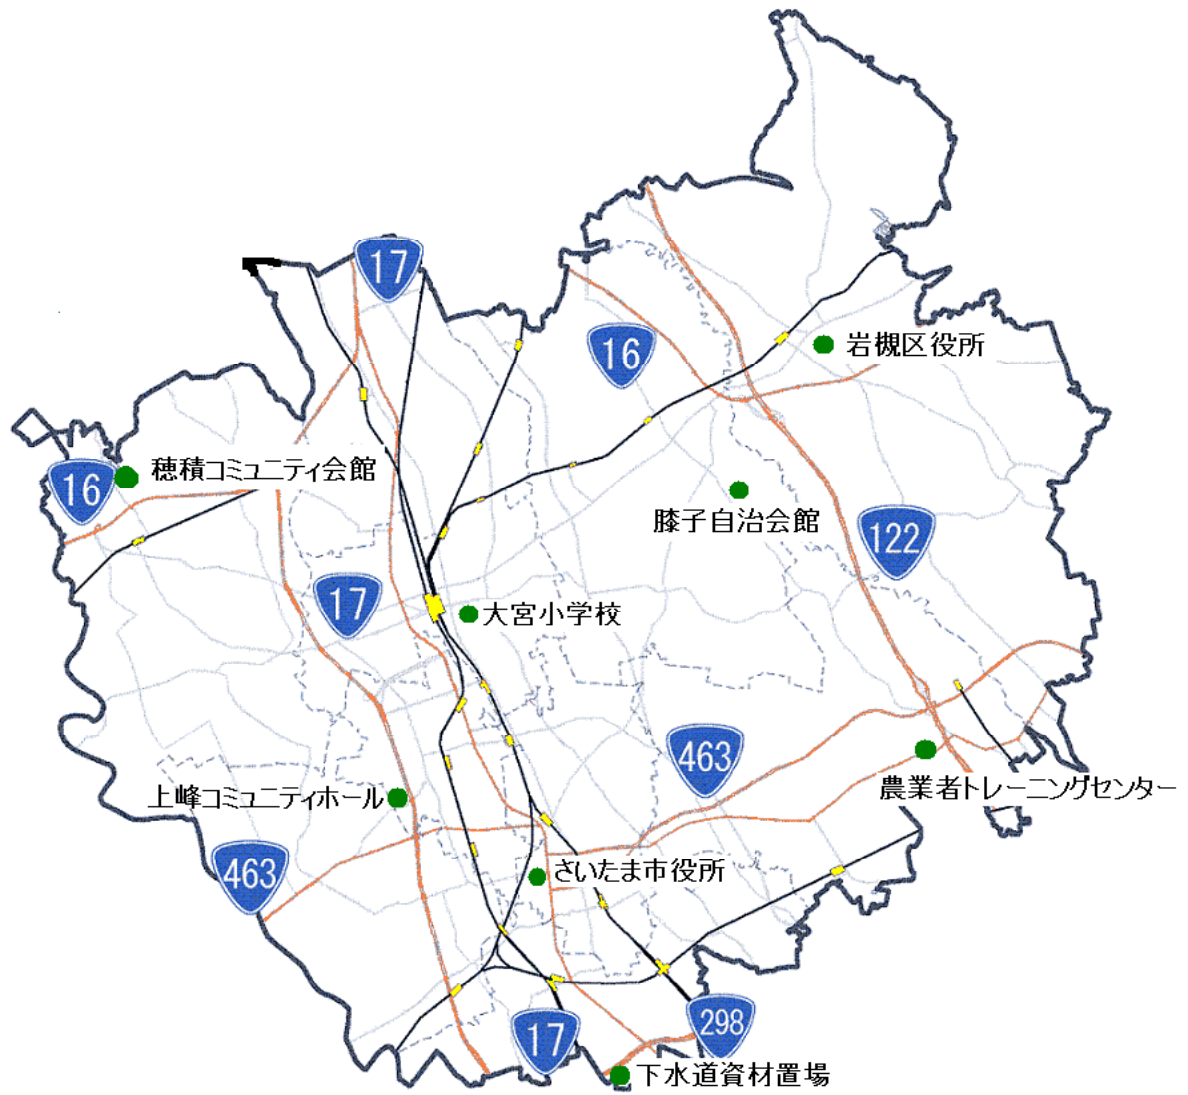 17
16
岩槻区役所
穂積コミュニティ会館
16
膝子自治会館
122
17
大宮小学校
463
農業者トレーニングセンター
上峰コミュニティホール
463
さいたま市役所
298
17
下水道資材置場